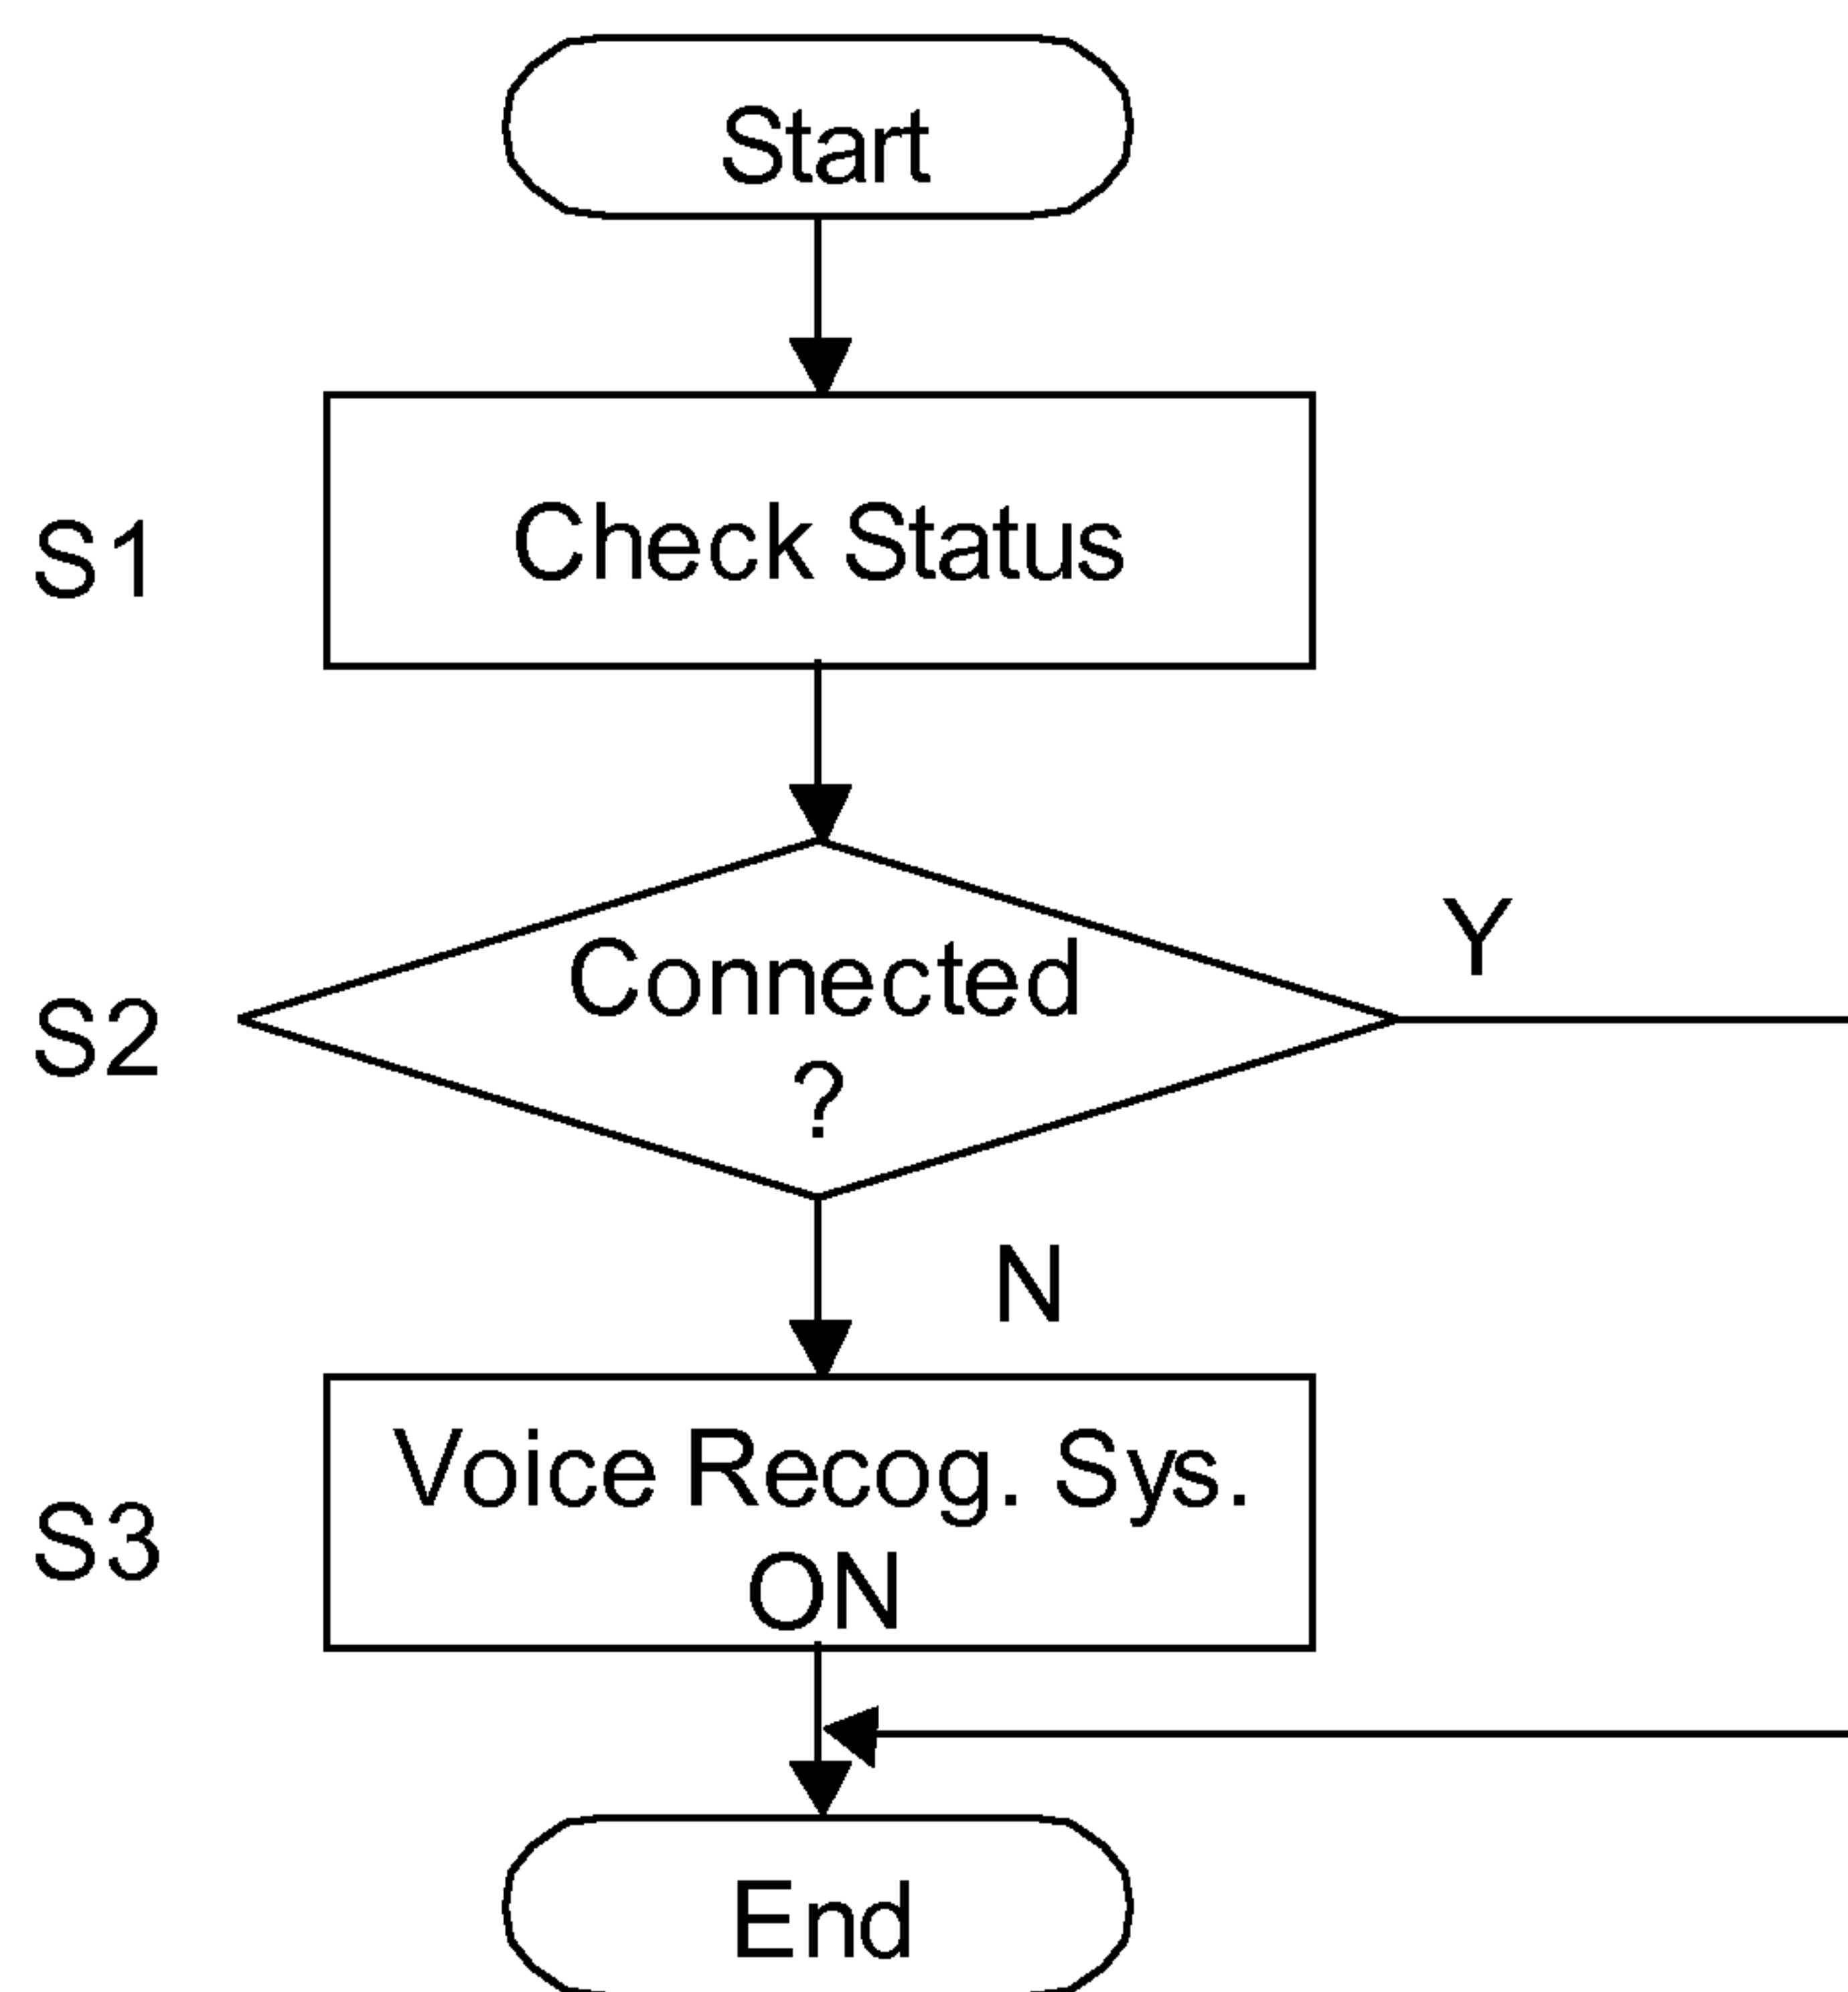 Start
S1
Check Status
S2
Connected
?
Y
N
S3
Voice Recog. Sys.
ON
End